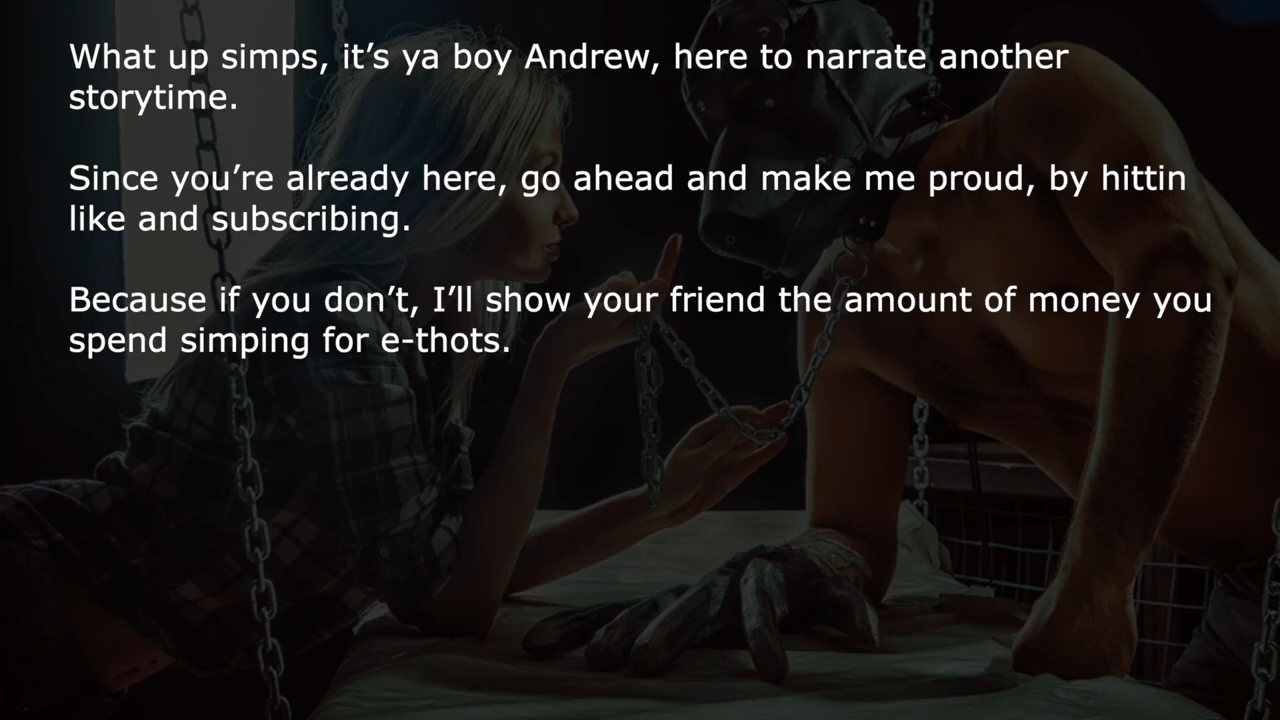 What up simps, it’s ya boy Andrew, here to narrate another
storytime.
Since you’re already here, go ahead and make me proud, by hittin
like and subscribing.
Because if you don’t, I’ll show your friend the amount of money you
spend simping for e-thots.